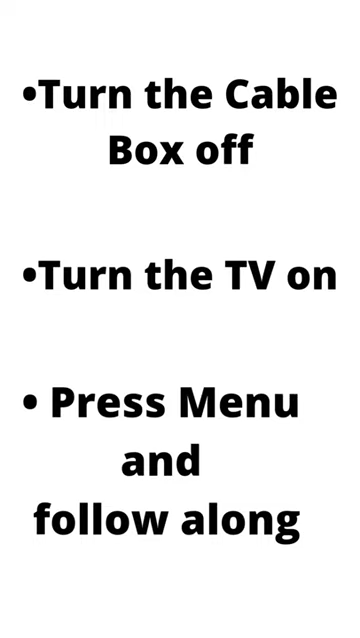 •Turn the Cable
Box off
•Turn the TV on
• Press Menu
and
follow along